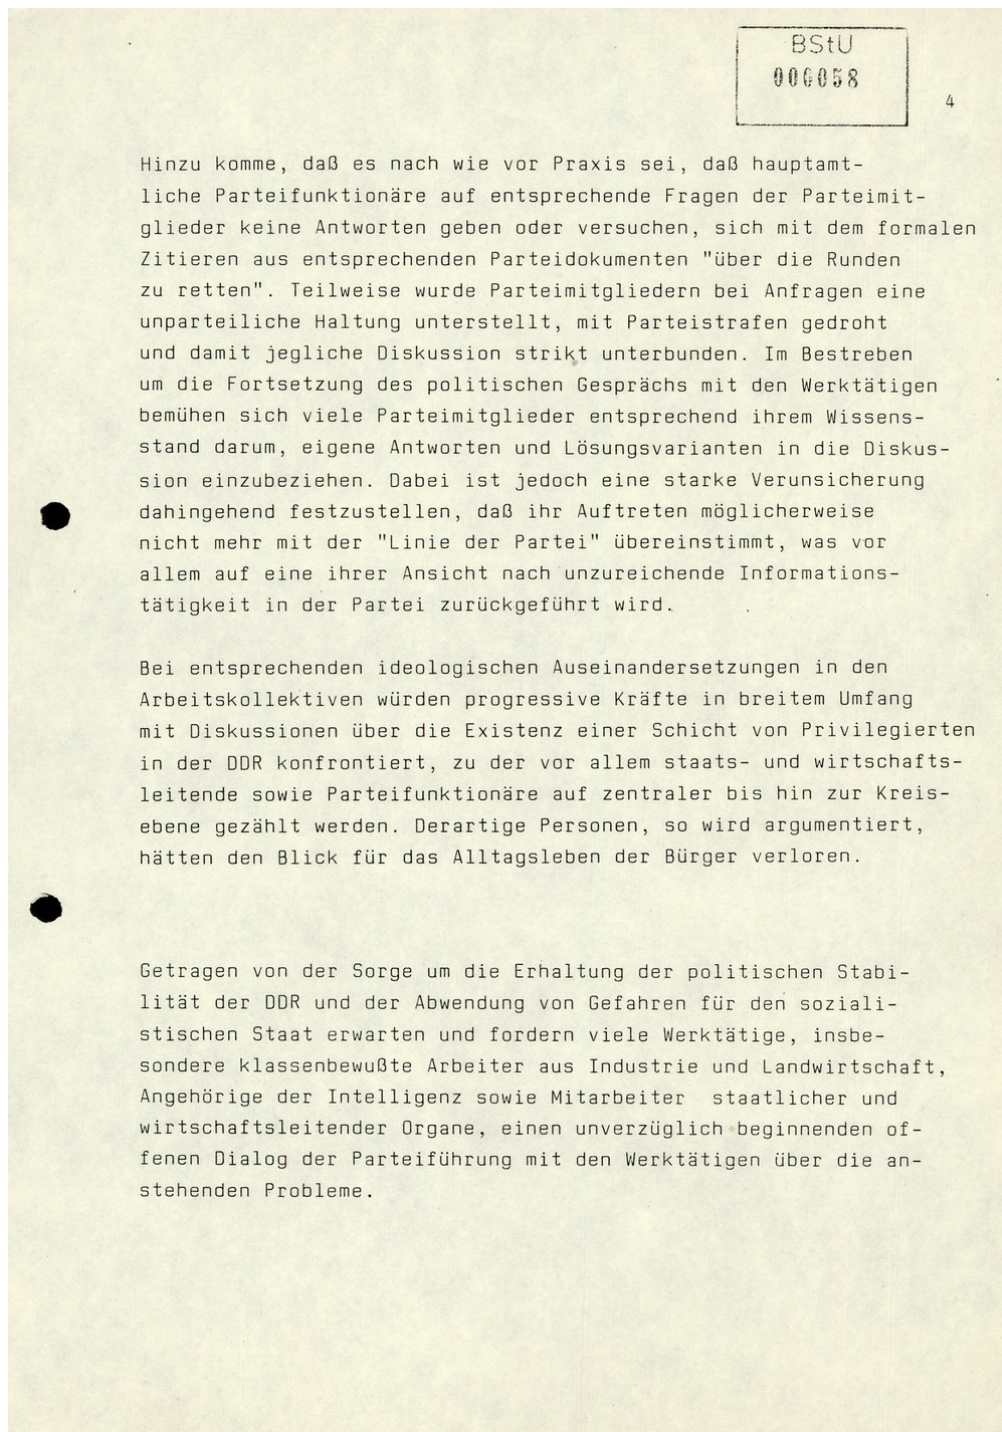 BStU
000058
4
Hinzu komme, daß es nach wie vor Praxis sei, daß hauptamt-
liche Parteifunktionäre auf entsprechende Fragen der Parteimit-
glieder keine Antworten geben oder versuchen, sich mit dem formalen
Zitieren aus entsprechenden Parteidokumenten "über die Runden
zu retten". Teilweise wurde Parteimitgliedern bei Anfragen eine
unparteiliche Haltung unterstellt, mit Parteistrafen gedroht
und damit jegliche Diskussion strikt unterbunden. Im Bestreben
um die Fortsetzung des politischen Gesprächs mit den Werktätigen
bemühen sich viele Parteimitglieder entsprechend ihrem Wissens-
stand darum, eigene Antworten und Lösungsvarianten in die Diskus-
sion einzubeziehen. Dabei ist jedoch eine starke Verunsicherung
dahingehend festzustellen, daß ihr Auftreten möglicherweise
nicht mehr mit der "Linie der Partei" übereinstimmt, was vor
allem auf eine ihrer Ansicht nach unzureichende Informations-
tätigkeit in der Partei zurückgeführt wird.
Bei entsprechenden ideologischen Auseinandersetzungen in den
Arbeitskollektiven würden progressive Kräfte in breitem Umfang
mit Diskussionen über die Existenz einer Schicht von Privilegierten
in der DDR konfrontiert, zu der vor allem staats- und wirtschafts-
leitende sowie Parteifunktionäre auf zentraler bis hin zur Kreis-
ebene gezählt werden. Derartige Personen, so wird argumentiert,
hätten den Blick für das Alltagsleben der Bürger verloren.
Getragen von der Sorge um die Erhaltung der politischen Stabi-
lität der DDR und der Abwendung von Gefahren für den soziali-
stischen Staat erwarten und fordern viele Werktätige, insbe-
sondere klassenbewußte Arbeiter aus Industrie und Landwirtschaft,
Angehörige der Intelligenz sowie Mitarbeiter staatlicher und
wirtschaftsleitender Organe, einen unverzüglich beginnenden of-
fenen Dialog der Parteiführung mit den Werktätigen über die an-
stehenden Probleme.